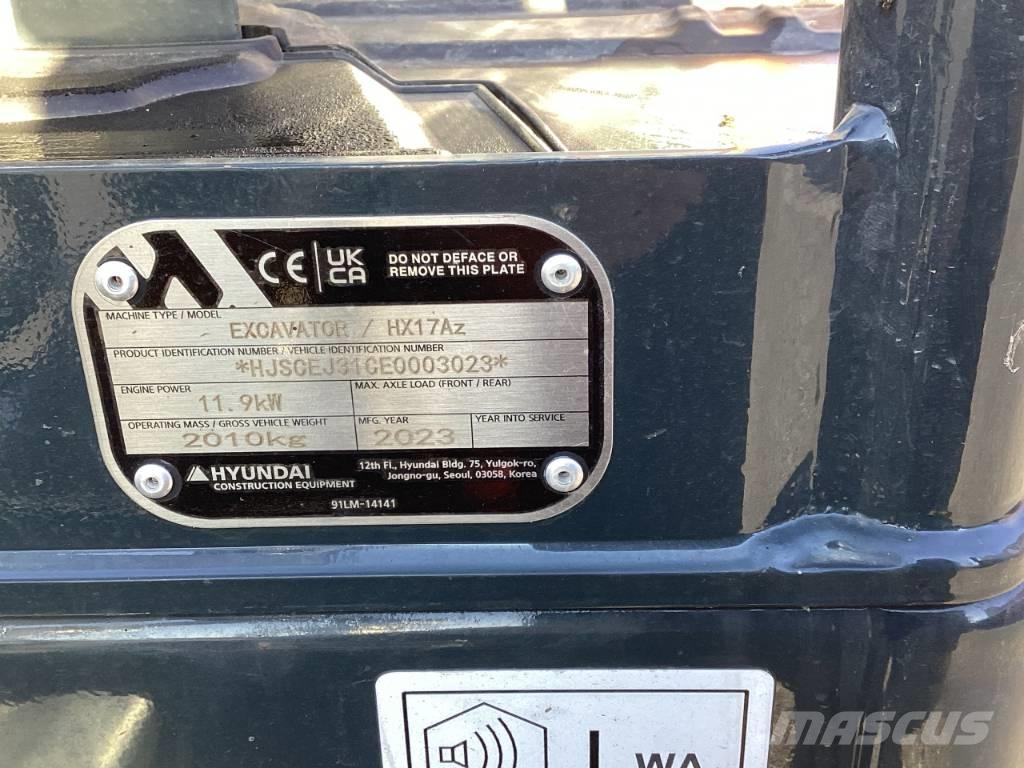 CE UK CA
DO NOT DEFACE OR
REMOVE THIS PLATE
MACHINE TYPE / MODEL
EXCAVATOR / HX17Az
PRODUCT IDENTIFICATION NUMBER / VEHICLE IDENTIFICATION NUMBER
*HJSCEJ31CE0003023*
ENGINE POWER
11.9kW
MAX. AXLE LOAD (FRONT / REAR)
OPERATING MASS / GROSS VEHICLE WEIGHT
2010kg
MFG. YEAR
2023
YEAR INTO SERVICE
HYUNDAI
CONSTRUCTION EQUIPMENT
12th Fl., Hyundai Bldg. 75, Yulgok-ro,
Jongno-gu, Seoul, 03058, Korea
91LM-14141
LWA
MASCUS